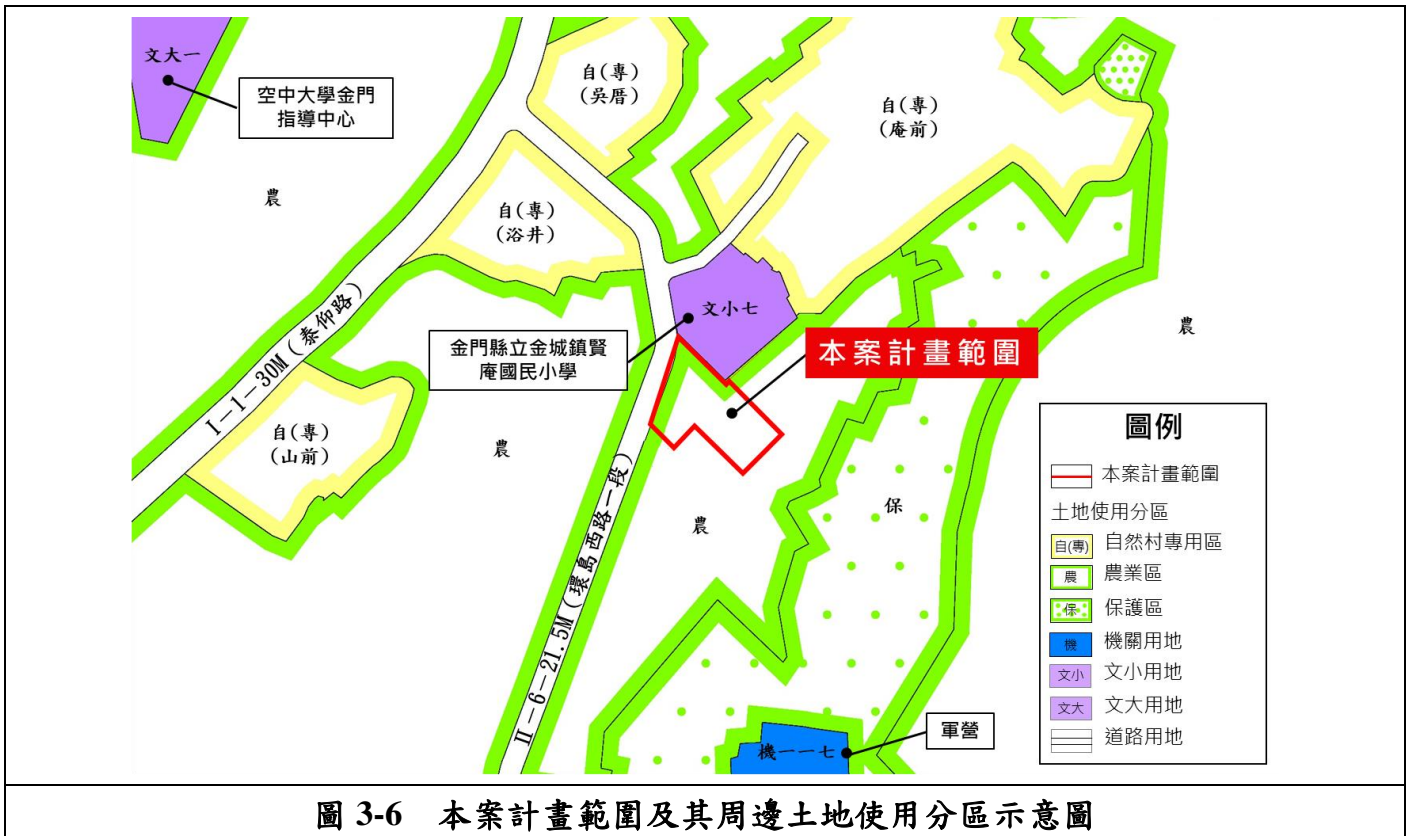 文大一
空中大學金門
指導中心
農
自(專)
(吳厝)
自(專)
(庵前)
自(專)
(浴井)
I-1-30M(泰仰路)
文小七
農
金門縣立金城鎮賢
庵國民小學
本案計畫範圍
自(專)
(山前)
農
農
保
II-6-21.5M(環島西路一段)
機一一七
軍營
圖例
本案計畫範圍
土地使用分區
自(專) 自然村專用區
農 農業區
保 保護區
機 機關用地
文小 文小用地
文大 文大用地
道路用地
圖 3-6 本案計畫範圍及其周邊土地使用分區示意圖